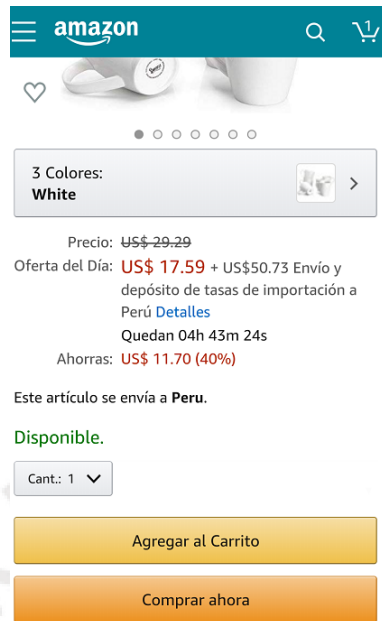 amazon
1
3 Colores:
White
Precio: US$ 29.29
Oferta del Día: US$ 17.59 + US$50.73 Envío y
depósito de tasas de importación a
Perú Detalles
Quedan 04h 43m 24s
Ahorras: US$ 11.70 (40%)
Este artículo se envía a Peru.
Disponible.
Cant.: 1
Agregar al Carrito
Comprar ahora